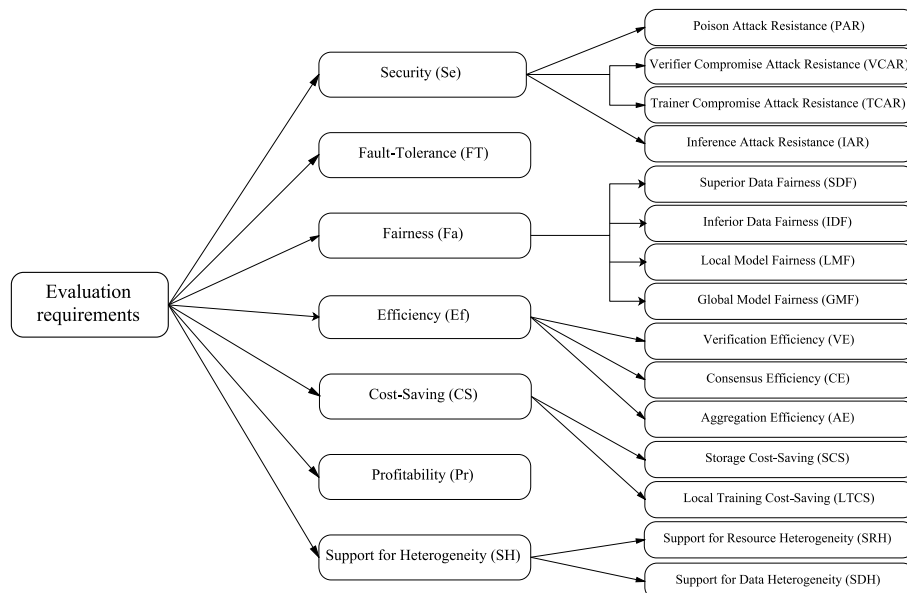 Evaluation
requirements
Security (Se)
Fault-Tolerance (FT)
Fairness (Fa)
Efficiency (Ef)
Cost-Saving (CS)
Profitability (Pr)
Support for Heterogeneity (SH)
Poison Attack Resistance (PAR)
Verifier Compromise Attack Resistance (VCAR)
Trainer Compromise Attack Resistance (TCAR)
Inference Attack Resistance (IAR)
Superior Data Fairness (SDF)
Inferior Data Fairness (IDF)
Local Model Fairness (LMF)
Global Model Fairness (GMF)
Verification Efficiency (VE)
Consensus Efficiency (CE)
Aggregation Efficiency (AE)
Storage Cost-Saving (SCS)
Local Training Cost-Saving (LTCS)
Support for Resource Heterogeneity (SRH)
Support for Data Heterogeneity (SDH)